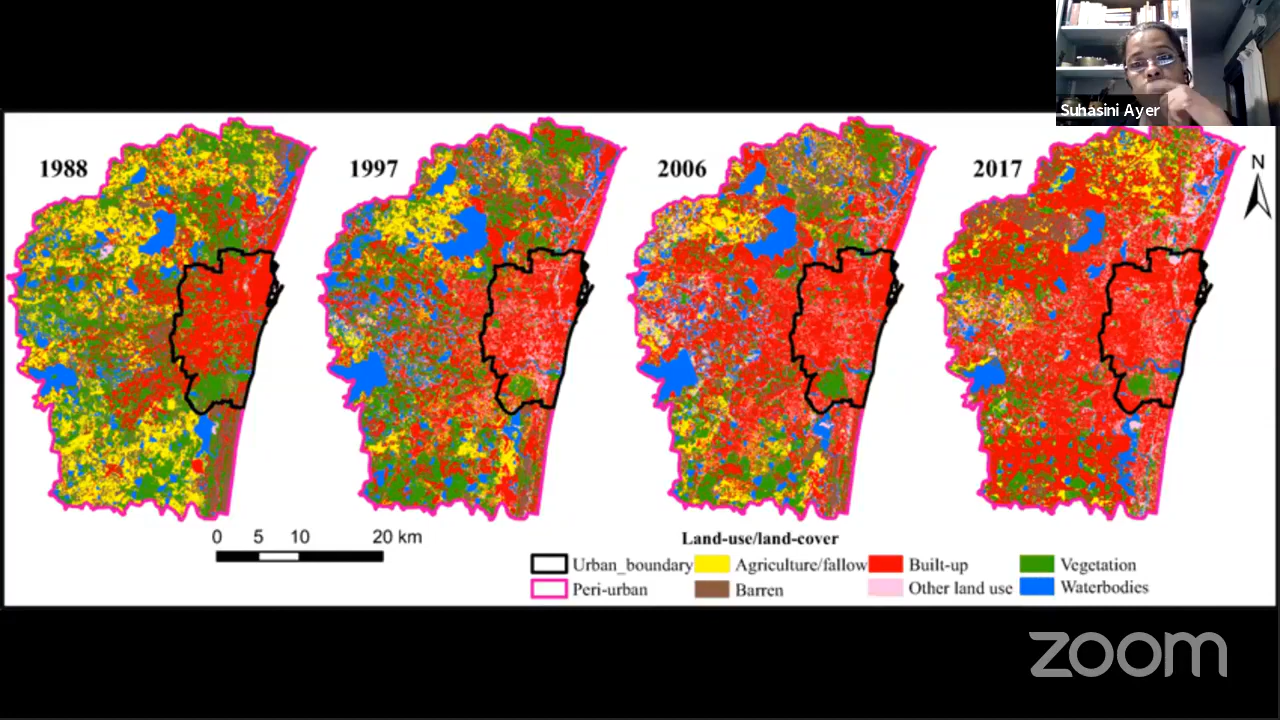 Suhasini Ayer
1988
1997
2006
2017
N
0 5 10 20 km
Land-use/land-cover
Urban_boundary
Agriculture/fallow
Built-up
Vegetation
Peri-urban
Barren
Other land use
Waterbodies
zoom